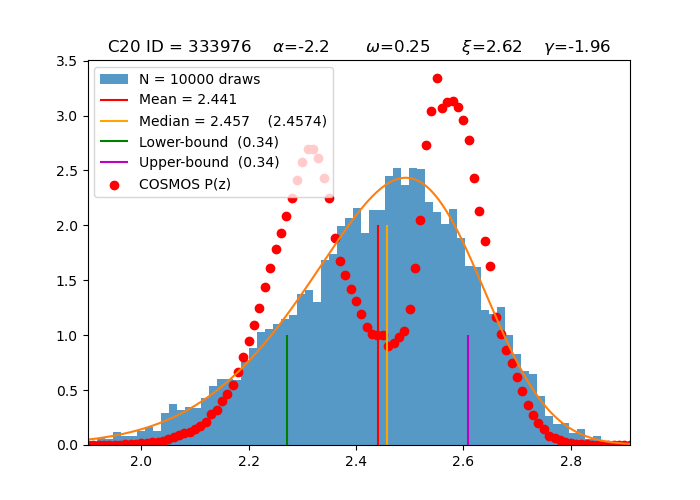 C20 ID = 333976 α=-2.2 ω=0.25 ξ=2.62 γ=-1.96
N = 10000 draws
Mean = 2.441
Median = 2.457 (2.4574)
Lower-bound (0.34)
Upper-bound (0.34)
COSMOS P(z)
3.5
3.0
2.5
2.0
1.5
1.0
0.5
0.0
2.0 2.2 2.4 2.6 2.8